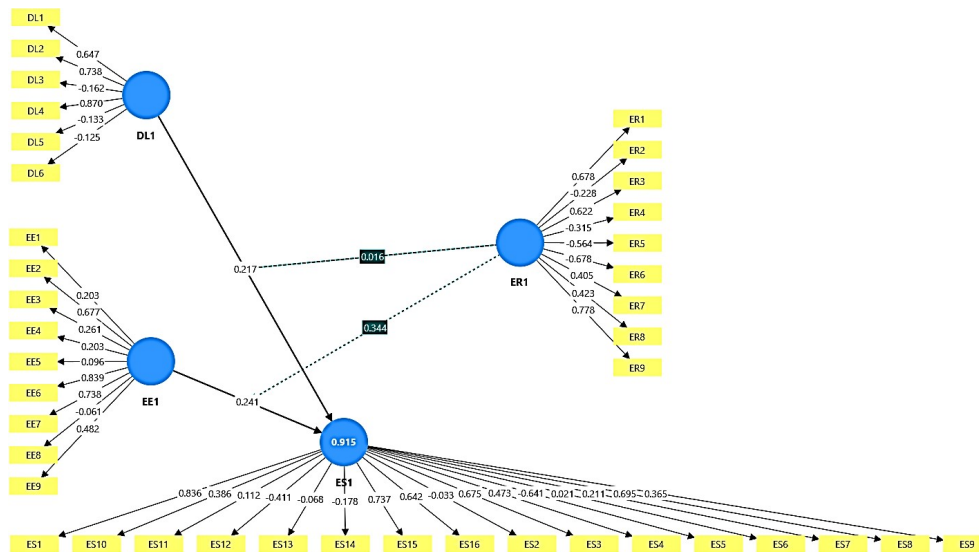 DL1
DL2
DL3
DL4
DL5
DL6
0.647
0.738
-0.162
0.870
-0.133
-0.125
DL1
EE1
EE2
EE3
EE4
EE5
EE6
EE7
EE8
EE9
0.203
0.677
0.261
0.203
0.096
0.839
0.738
-0.061
0.482
EE1
0.217
0.016
0.344
0.241
ER1
ER2
ER3
ER4
ER5
ER6
ER7
ER8
ER9
0.678
-0.228
0.622
-0.315
-0.564
-0.678
0.405
0.423
0.778
ER1
0.915
ES1
0.836 0.386 0.112 -0.411 -0.068 -0.178 0.737 0.642 -0.033 0.675 0.473 -0.641 0.021 0.211 0.695 0.365
ES1 ES10 ES11 ES12 ES13 ES14 ES15 ES16 ES2 ES3 ES4 ES5 ES6 ES7 ES8 ES9